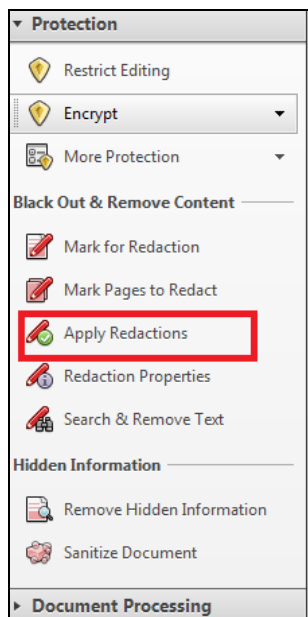 Protection
Restrict Editing
Encrypt
More Protection
Black Out & Remove Content
Mark for Redaction
Mark Pages to Redact
Apply Redactions
Redaction Properties
Search & Remove Text
Hidden Information
Remove Hidden Information
Sanitize Document
Document Processing